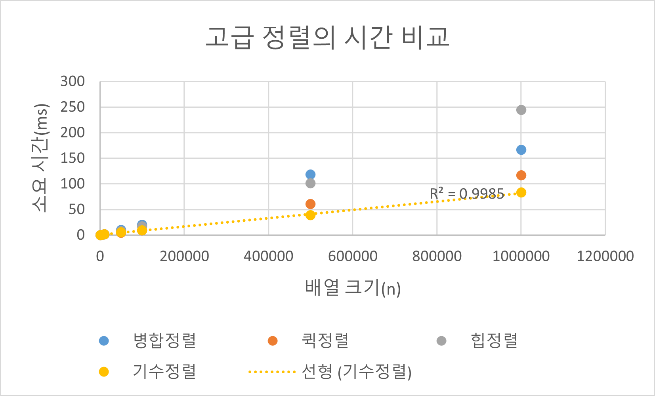 고급 정렬의 시간 비교
소요 시간(ms)
300
250
200
150
100
50
0
R² = 0.9985
0 200000 400000 600000 800000 1000000 1200000
배열 크기(n)
병합정렬 퀵정렬 힙정렬
기수정렬 선형 (기수정렬)